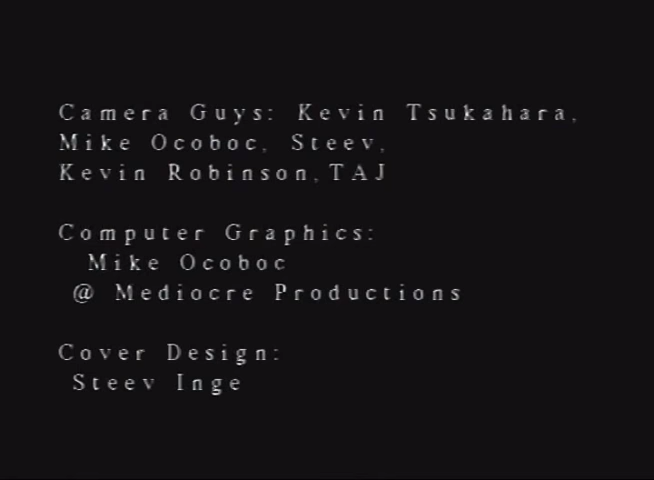 Camera Guys: Kevin Tsukahara,
Mike Ocoboc, Steev,
Kevin Robinson, TAJ
Computer Graphics:
Mike Ocoboc
@ Mediocre Productions
Cover Design:
Steev Inge